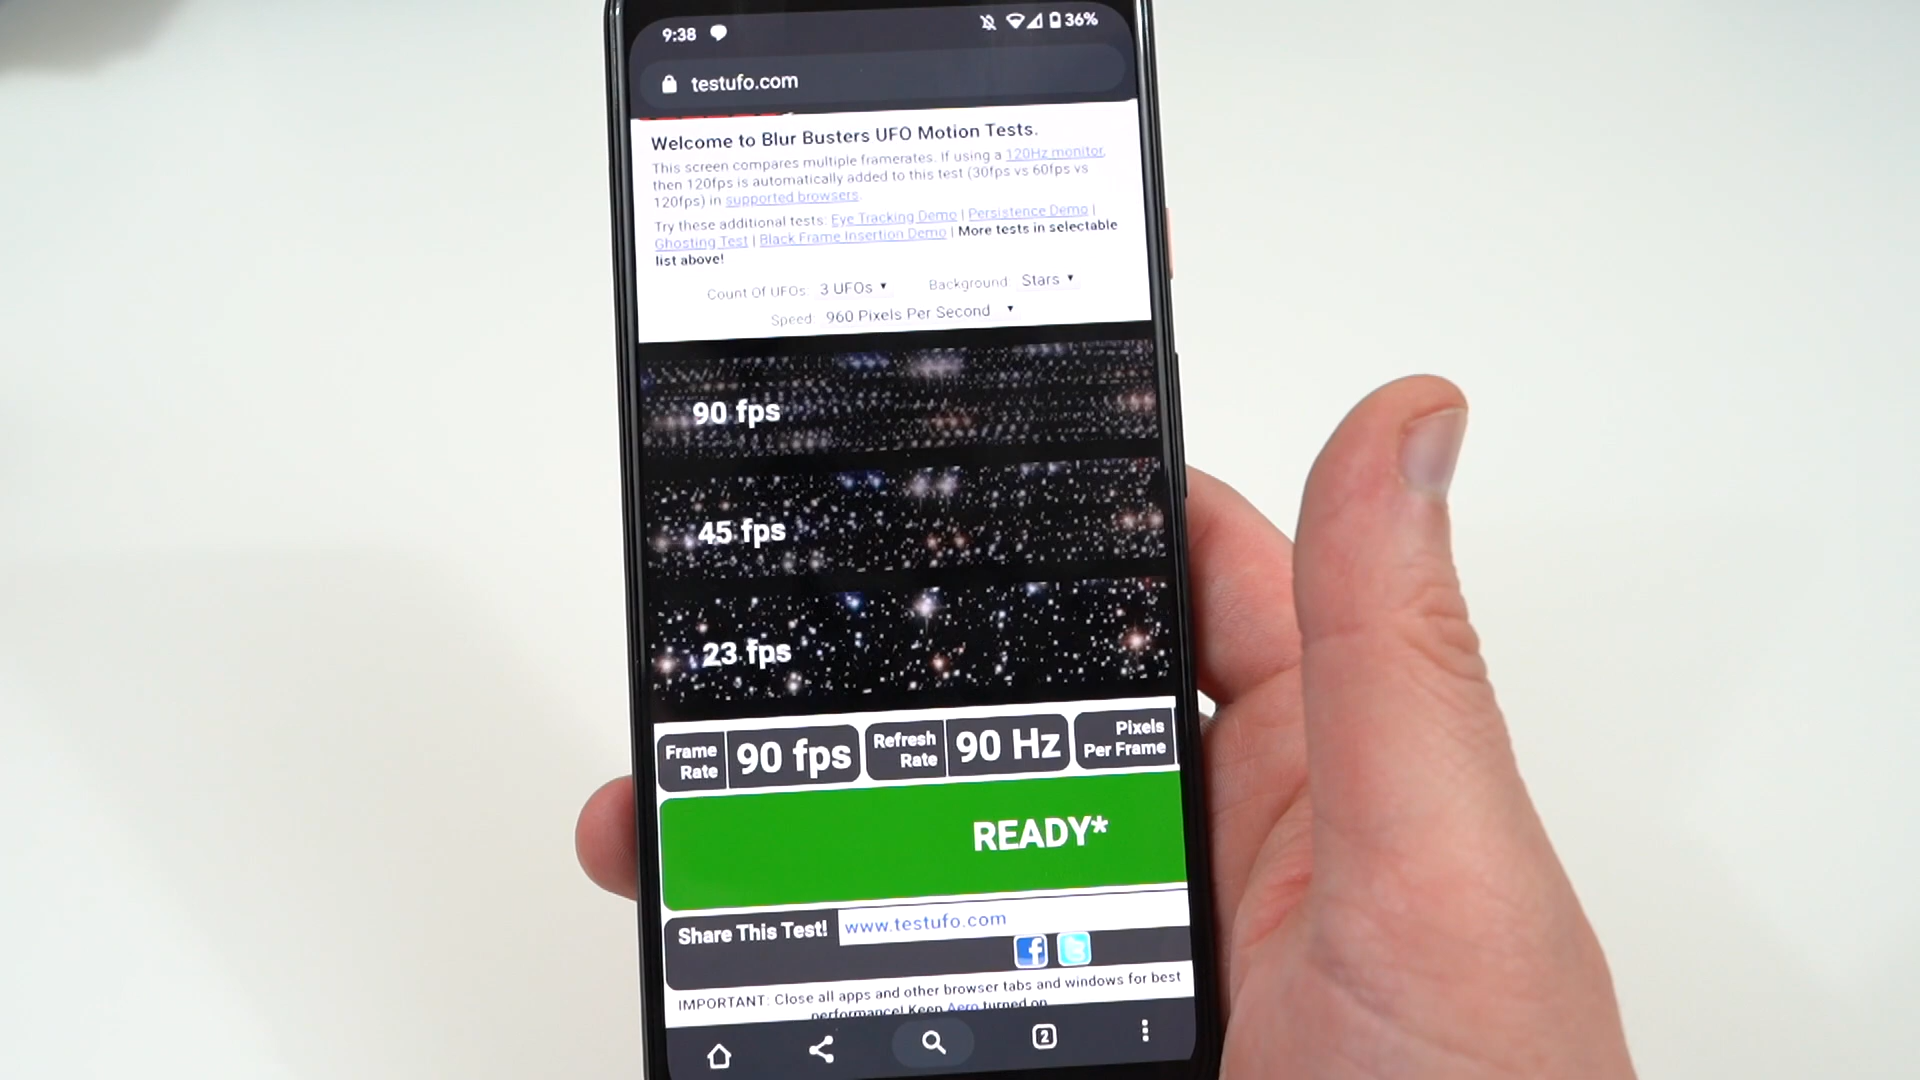 9:38
36%
testufo.com
Welcome to Blur Busters UFO Motion Tests.
This screen compares multiple framerates. If using a 120Hz monitor,
then 120fps is automatically added to this test (30fps vs 60fps vs
120fps) in supported browsers.
Try these additional tests: Eye Tracking Demo | Persistence Demo |
Ghosting Test | Black Frame Insertion Demo | More tests in selectable
list above!
Count Of UFOs: 3 UFOs Background: Stars
Speed: 960 Pixels Per Second
90 fps
45 fps
23 fps
Frame Rate 90 fps Refresh Rate 90 Hz Pixels Per Frame
READY*
Share This Test! www.testufo.com
IMPORTANT: Close all apps and other browser tabs and windows for best
performance! Keep Aero turned on
2